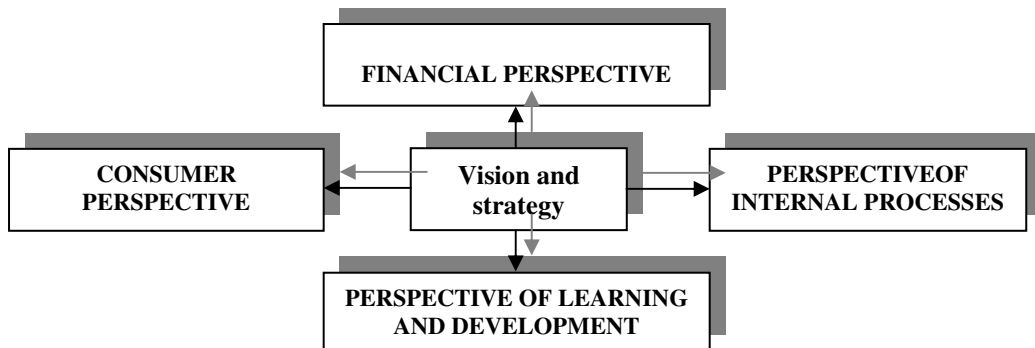 FINANCIAL PERSPECTIVE
CONSUMER
PERSPECTIVE
Vision and
strategy
PERSPECTIVEOF
INTERNAL PROCESSES
PERSPECTIVE OF LEARNING
AND DEVELOPMENT